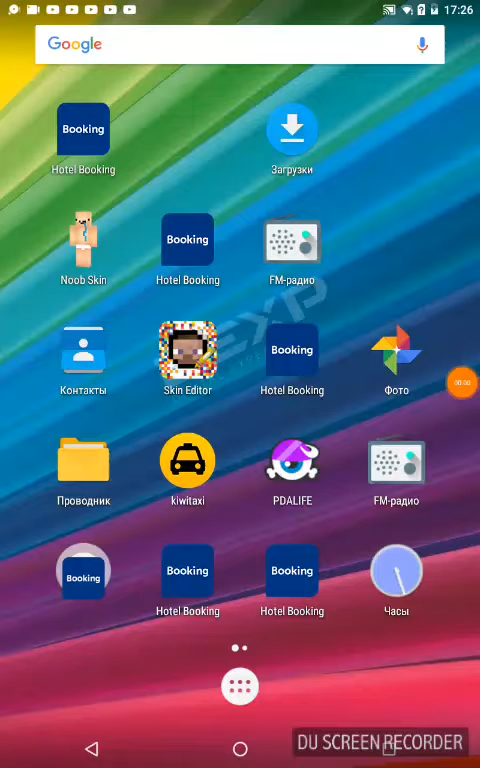 17:26
Google
Booking
Hotel Booking
Загрузки
Noob Skin
Booking
Hotel Booking
FM-радио
EXP
Контакты
Skin Editor
Booking
Hotel Booking
Фото
00:00
Проводник
kiwitaxi
PDALIFE
FM-радио
Booking
Booking
Hotel Booking
Booking
Hotel Booking
Часы
DU SCREEN RECORDER